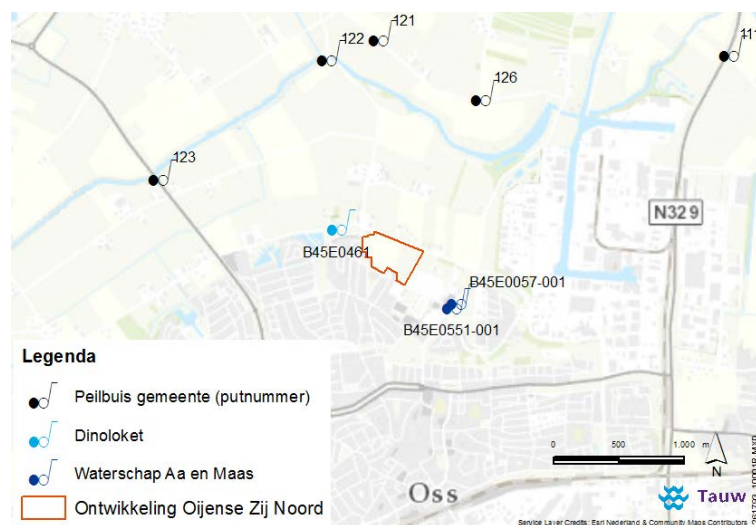 121
122
111
126
123
N329
B45E0461
B45E0057-001
B45E0551-001
Legenda
Peilbuis gemeente (putnummer)
Dinoloket
Waterschap Aa en Maas
Ontwikkeling Oijense Zij Noord
0 500 1.000 m
N
Oss
Tauw
Service Layer Credits: Esri Nederland & Community Maps Contributors